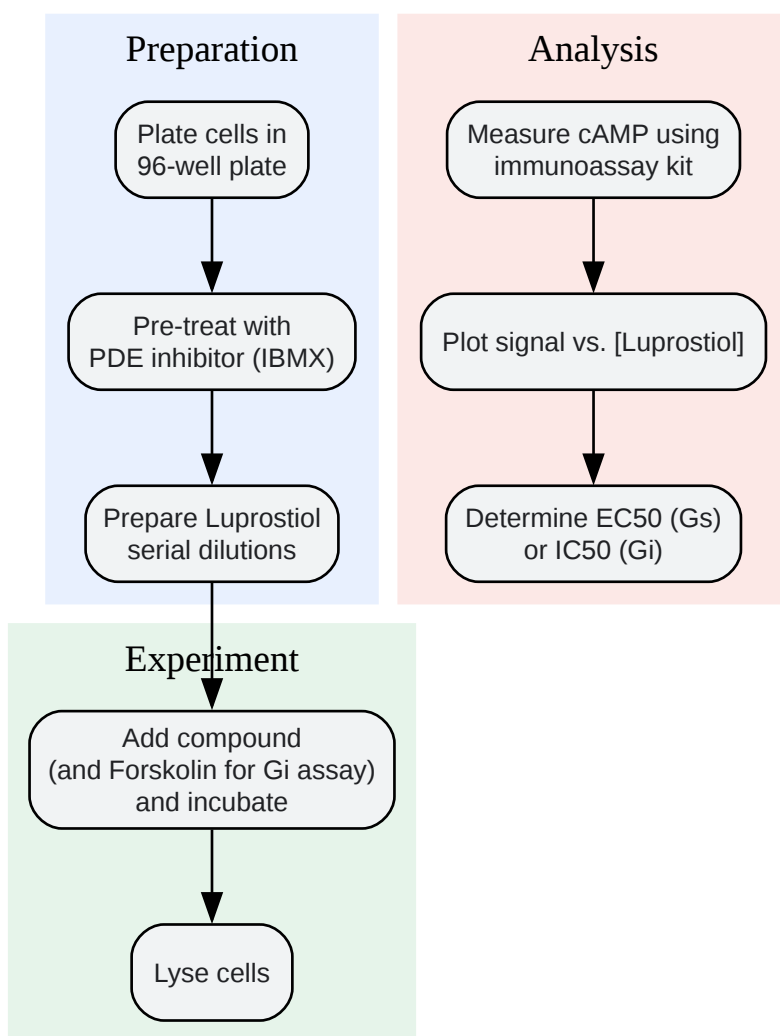 Preparation
Plate cells in
96-well plate
Pre-treat with
PDE inhibitor (IBMX)
Prepare Luprostiol
serial dilutions
Experiment
Add compound
(and Forskolin for Gi assay)
and incubate
Lyse cells
Analysis
Measure cAMP using
immunoassay kit
Plot signal vs. [Luprostiol]
Determine EC50 (Gs)
or IC50 (Gi)